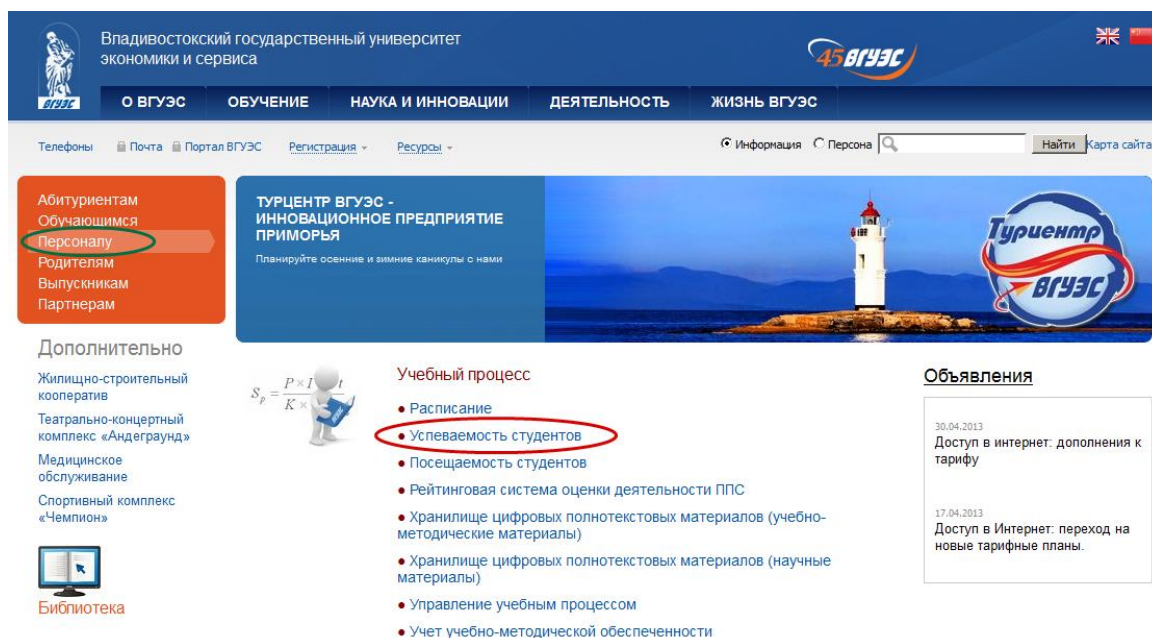 Владивостокский государственный университет
экономики и сервиса
45 ВГУЭС
ВГУЭС
О ВГУЭС ОБУЧЕНИЕ НАУКА И ИННОВАЦИИ ДЕЯТЕЛЬНОСТЬ ЖИЗНЬ ВГУЭС
Телефоны Почта Портал ВГУЭС Регистрация Ресурсы Информация Персона Найти Карта сайта
Абитуриентам
Обучающимся
Персоналу
Родителям
Выпускникам
Партнерам
ТУРЦЕНТР ВГУЭС -
ИННОВАЦИОННОЕ ПРЕДПРИЯТИЕ
ПРИМОРЬЯ
Планируйте осенние и зимние каникулы с нами
Турцентр
ВГУЭС
Дополнительно
Жилищно-строительный
кооператив
Театрально-концертный
комплекс «Андеграунд»
Медицинское
обслуживание
Спортивный комплекс
«Чемпион»
Библиотека
S p = P × I t
K ×
ВГУЭС
Учебный процесс
• Расписание
• Успеваемость студентов
• Посещаемость студентов
• Рейтинговая система оценки деятельности ППС
• Хранилище цифровых полнотекстовых материалов (учебно-
методические материалы)
• Хранилище цифровых полнотекстовых материалов (научные
материалы)
• Управление учебным процессом
• Учет учебно-методической обеспеченности
Объявления
30.04.2013
Доступ в интернет: дополнения к
тарифу
17.04.2013
Доступ в Интернет: переход на
новые тарифные планы.